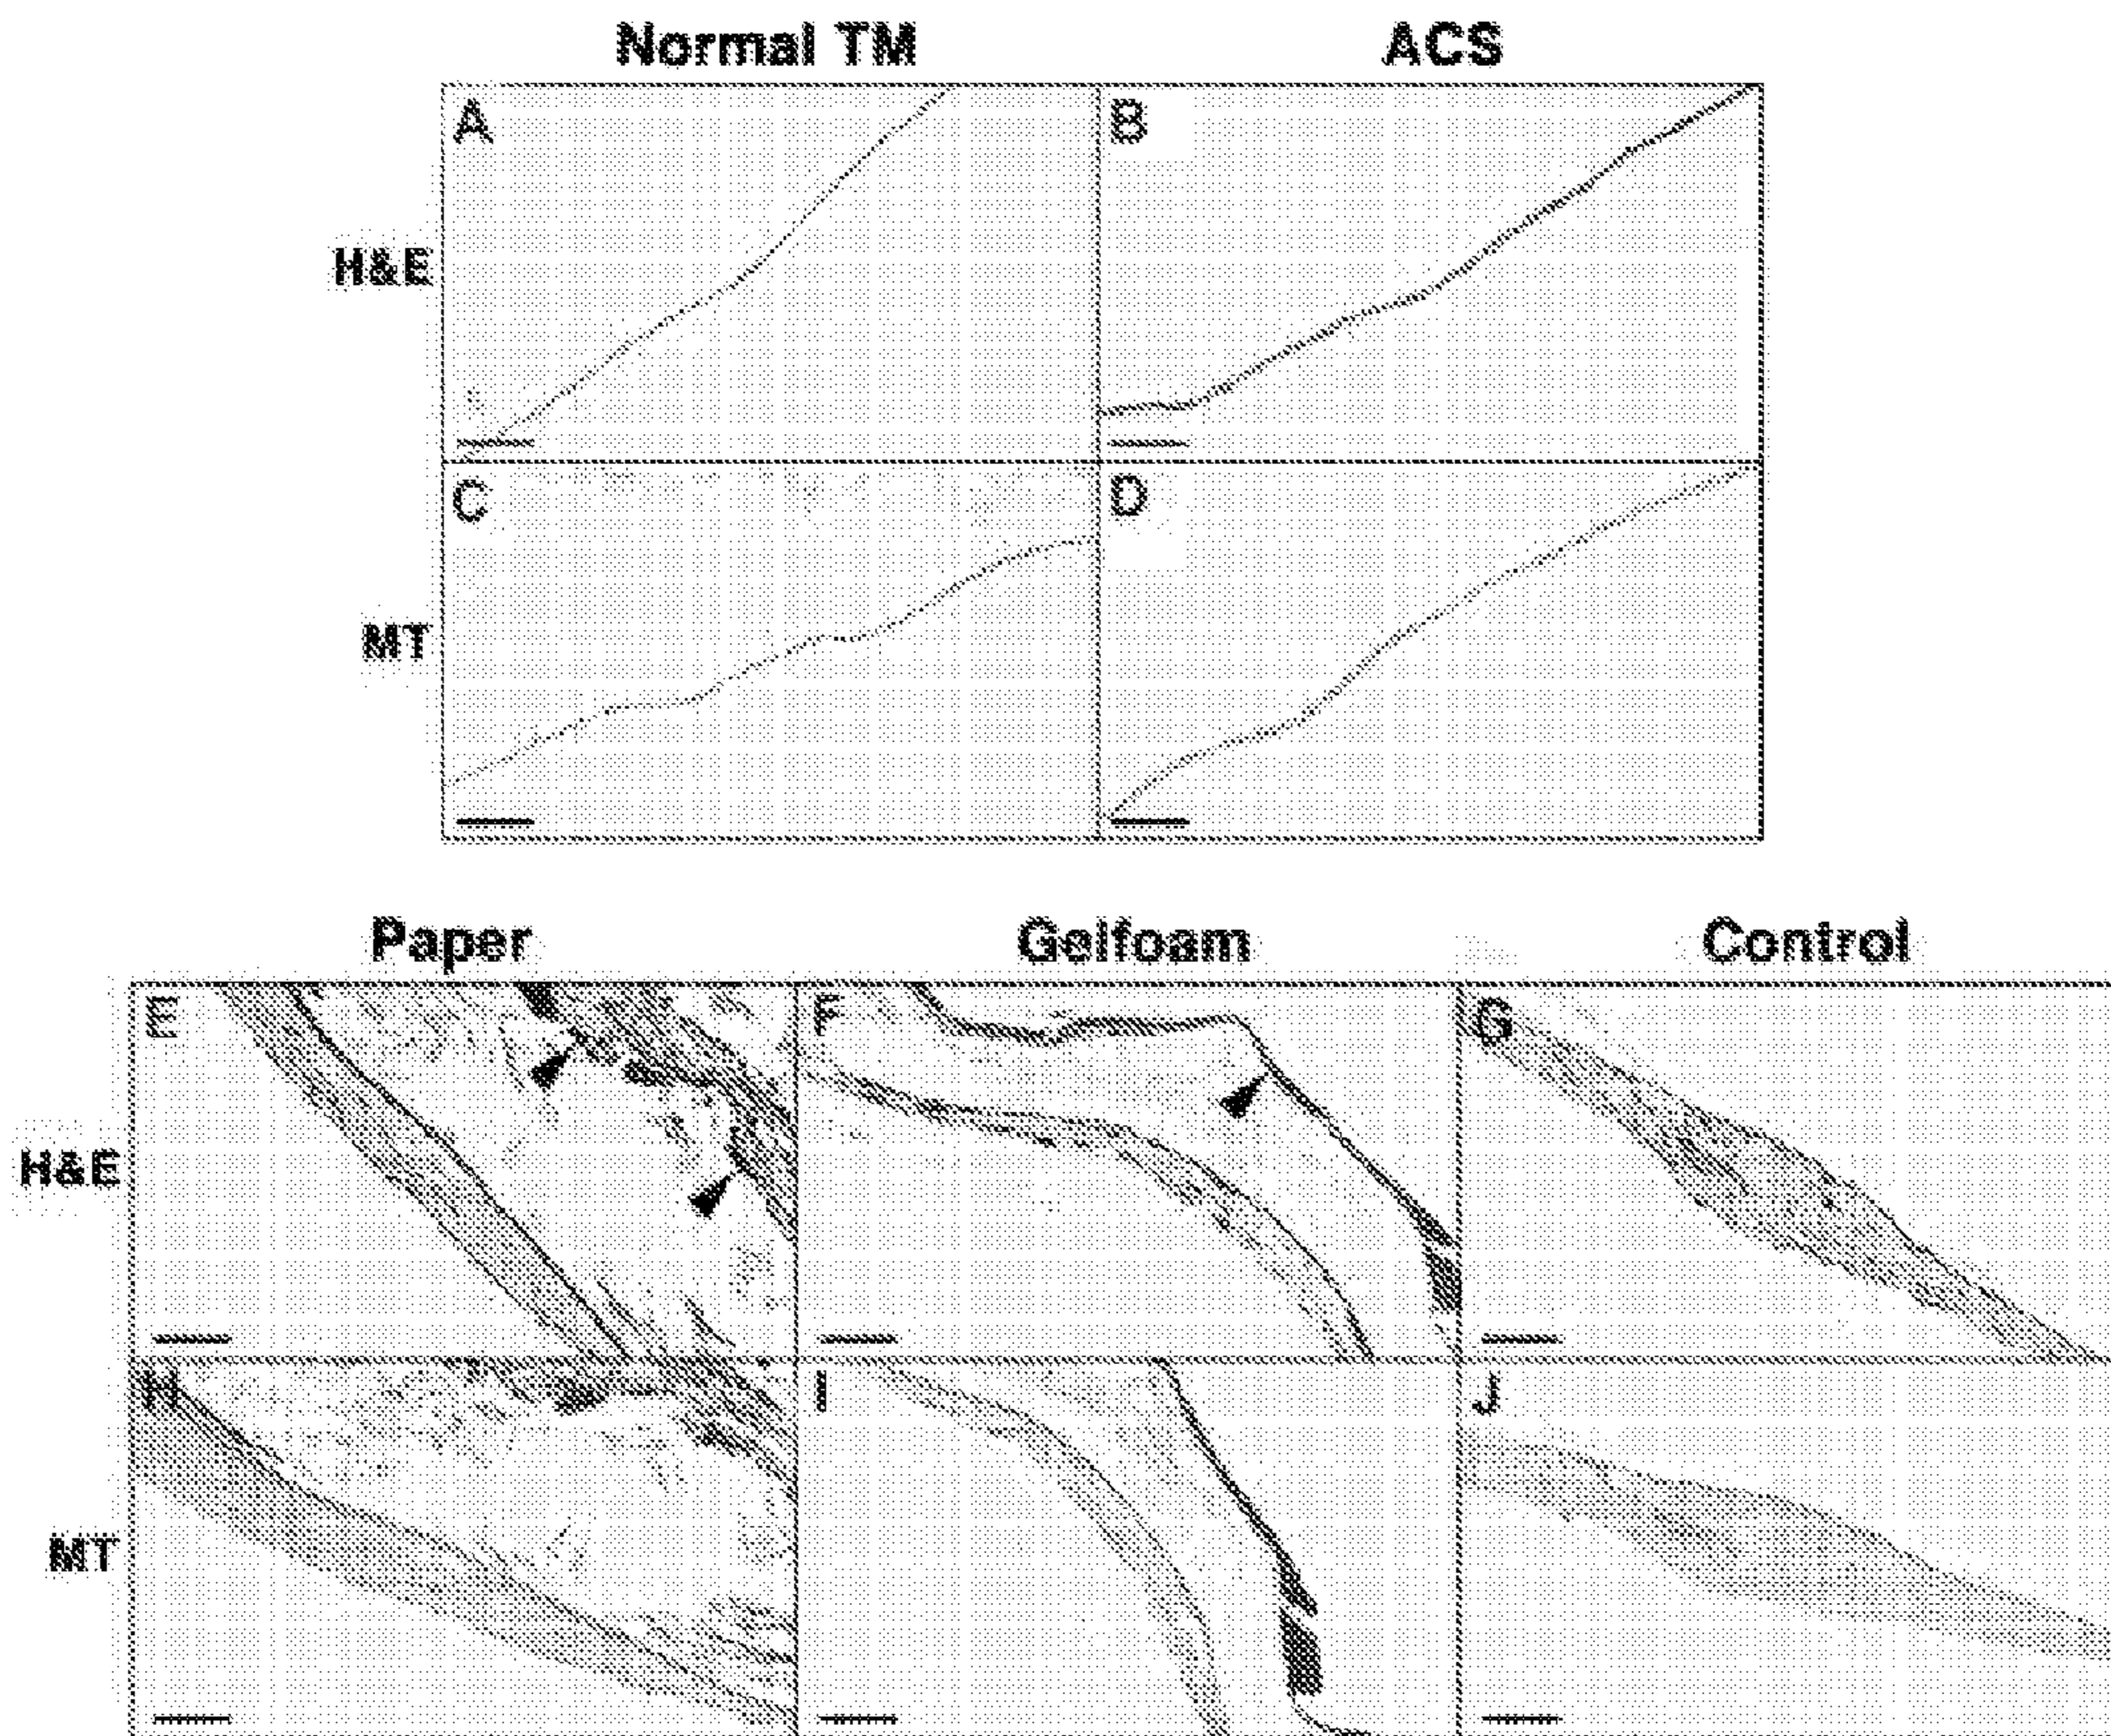 Normal TM ACS
A B
H&E
C D
MT
Paper Gelfoam Control
E F G
H&E
H I J
MT